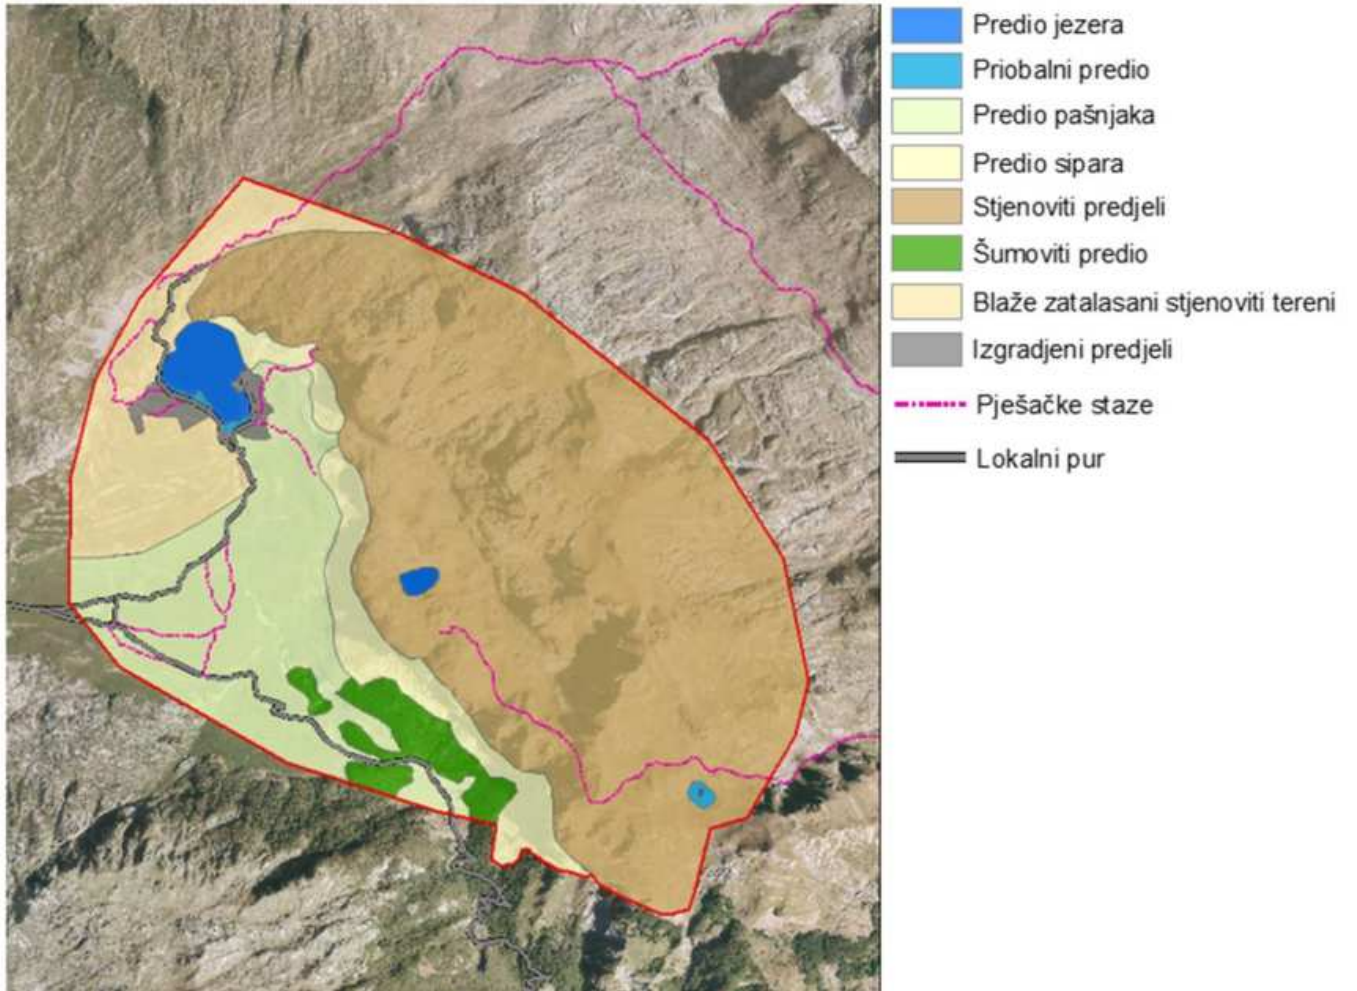 Predio jezera
Priobalni predio
Predio pašnjaka
Predio sipara
Stjenoviti predjeli
Šumoviti predio
Blaže zatalasani stjenoviti tereni
Izgradjeni predjeli
Pješačke staze
Lokalni pur